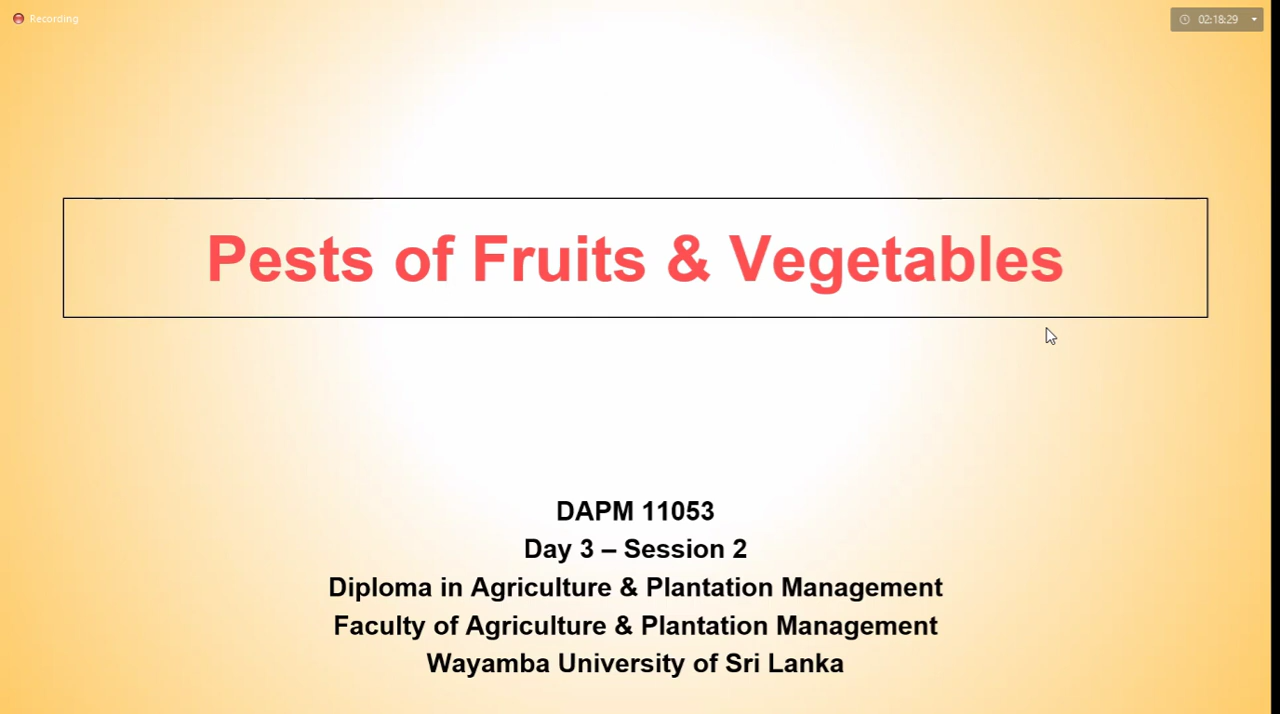 Recording
02:18:29
Pests of Fruits & Vegetables
DAPM 11053
Day 3 – Session 2
Diploma in Agriculture & Plantation Management
Faculty of Agriculture & Plantation Management
Wayamba University of Sri Lanka